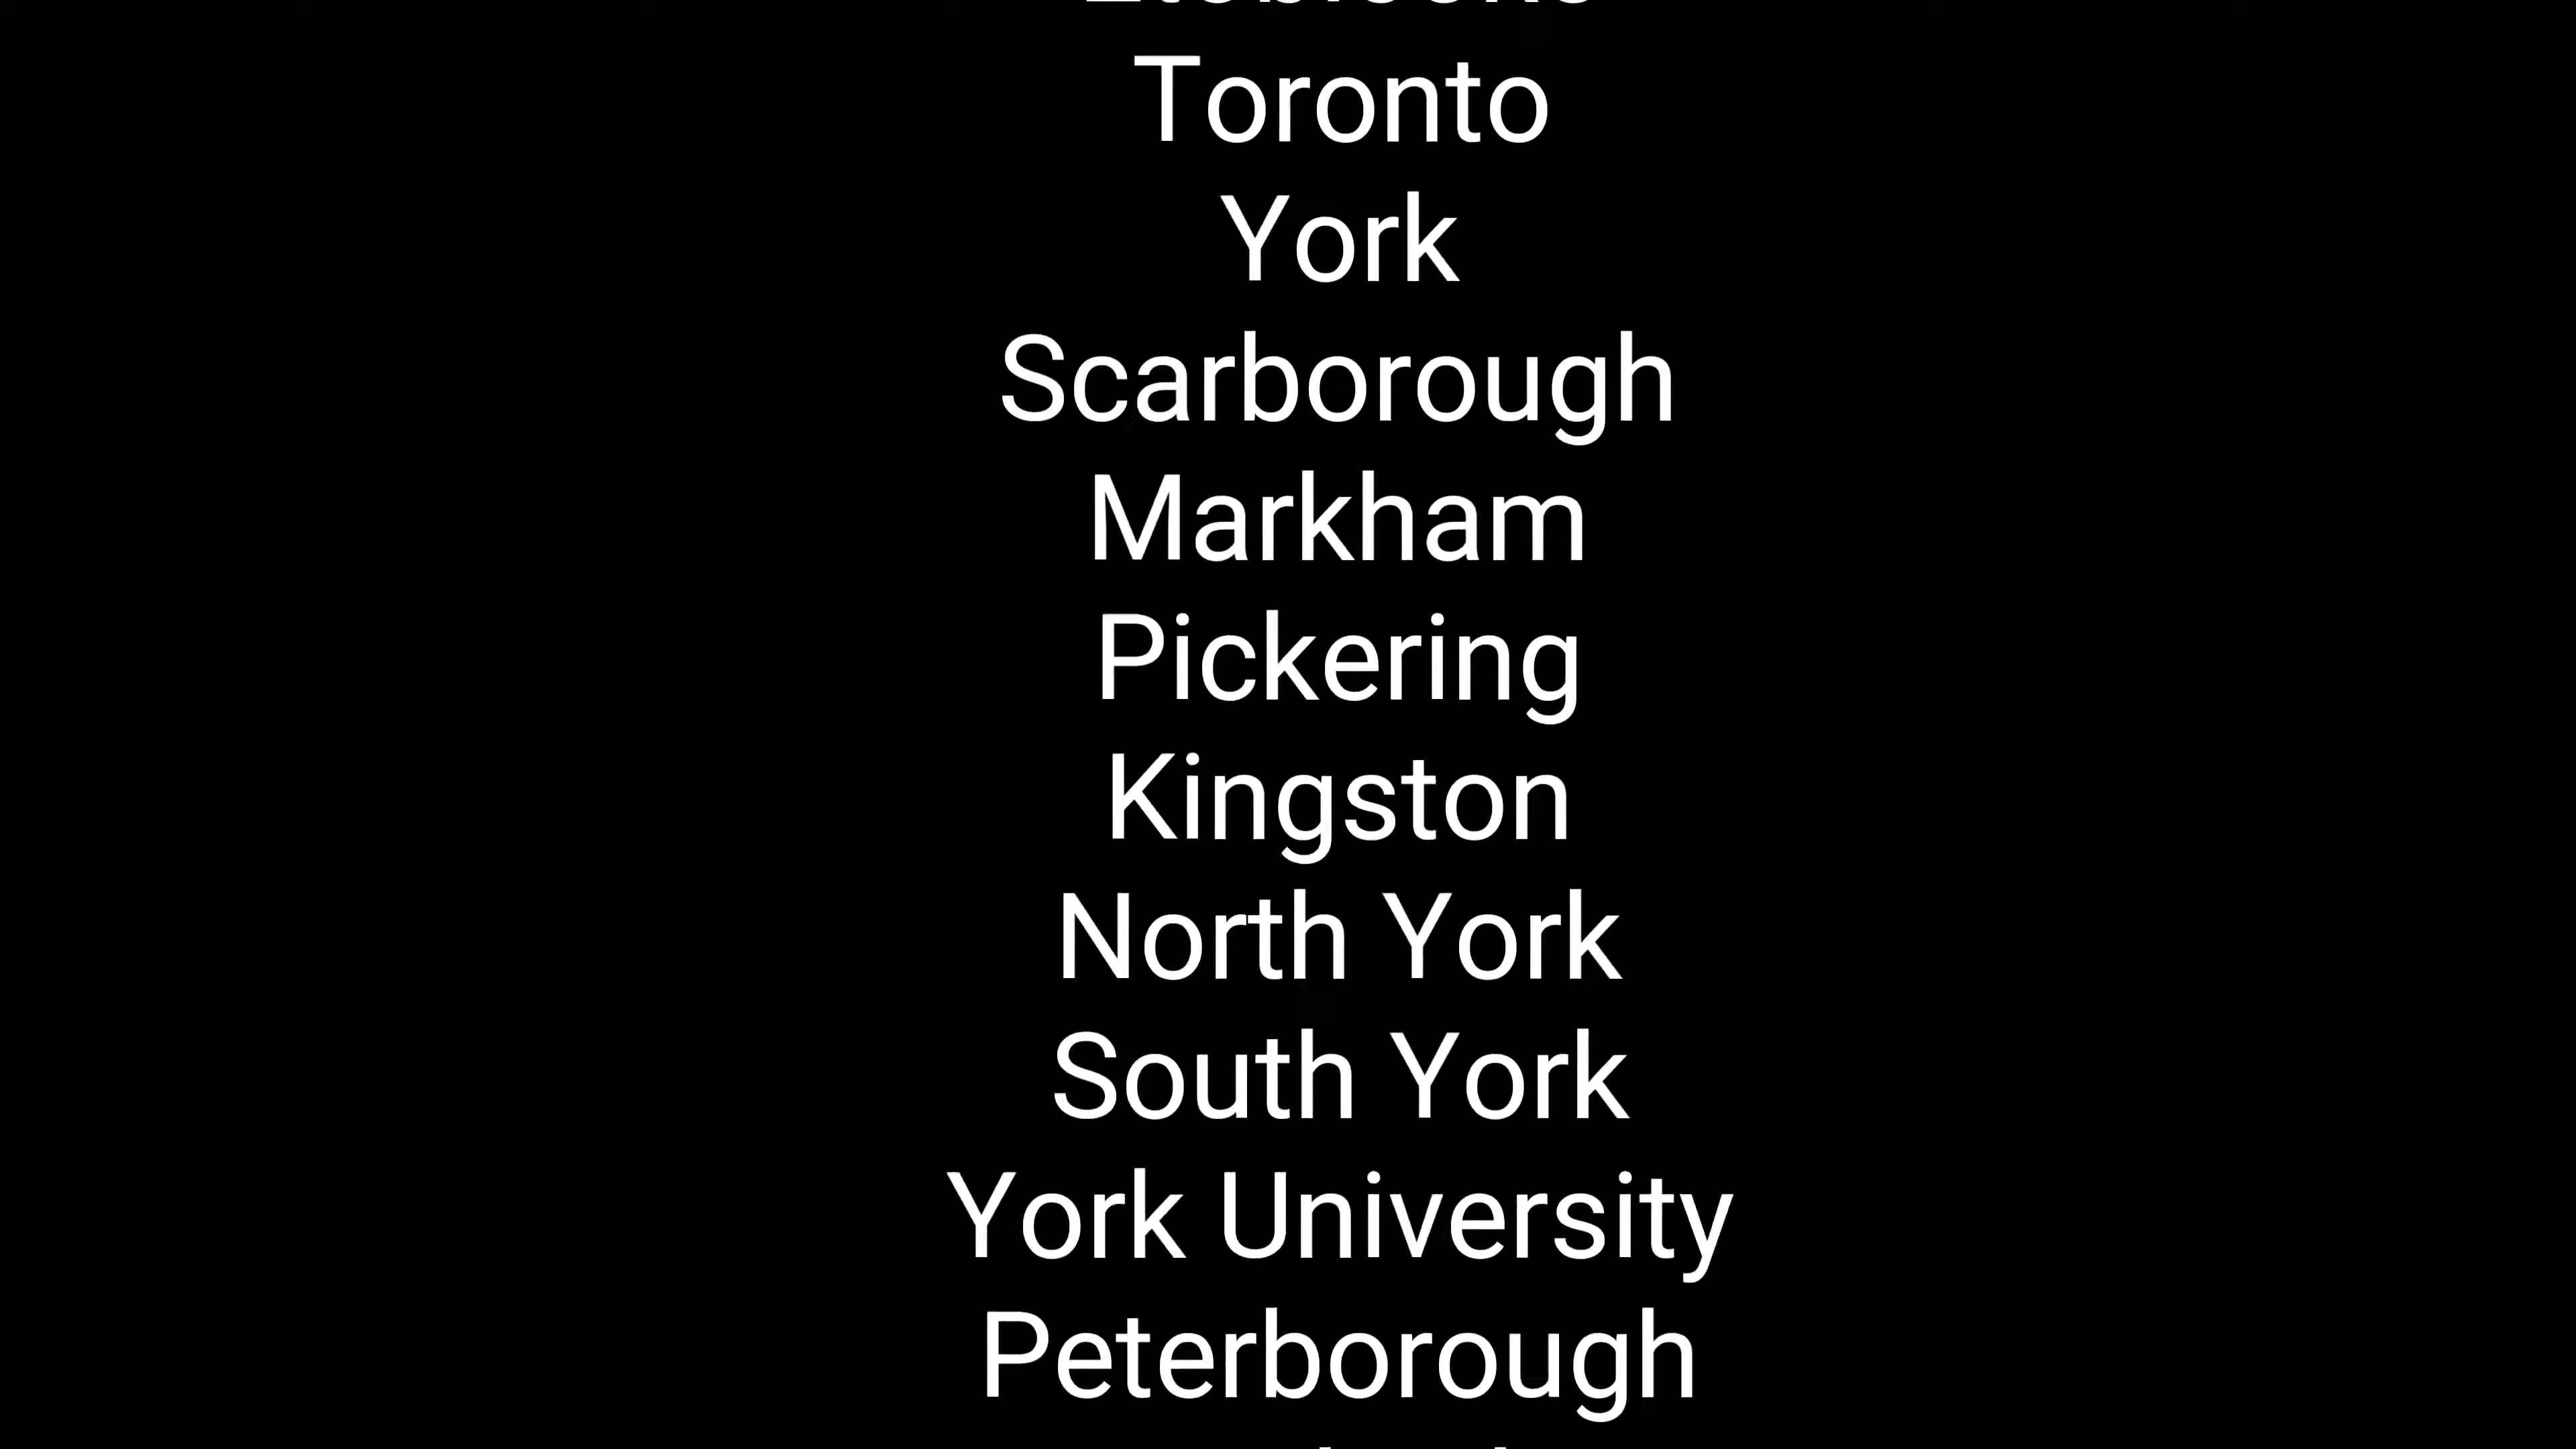 Toronto
York
Scarborough
Markham
Pickering
Kingston
North York
South York
York University
Peterborough